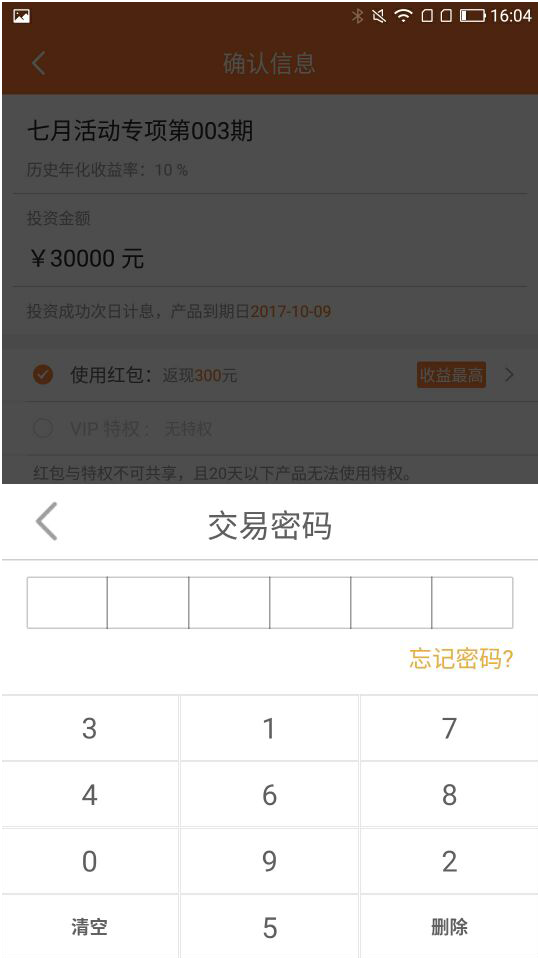 16:04
确认信息
七月活动专项第003期
历史年化收益率：10 %
投资金额
￥30000 元
投资成功次日计息，产品到期日2017-10-09
使用红包：返现300元 收益最高
VIP 特权： 无特权
红包与特权不可共享，且20天以下产品无法使用特权。
交易密码
忘记密码?
3 1 7
4 6 8
0 9 2
清空 5 删除